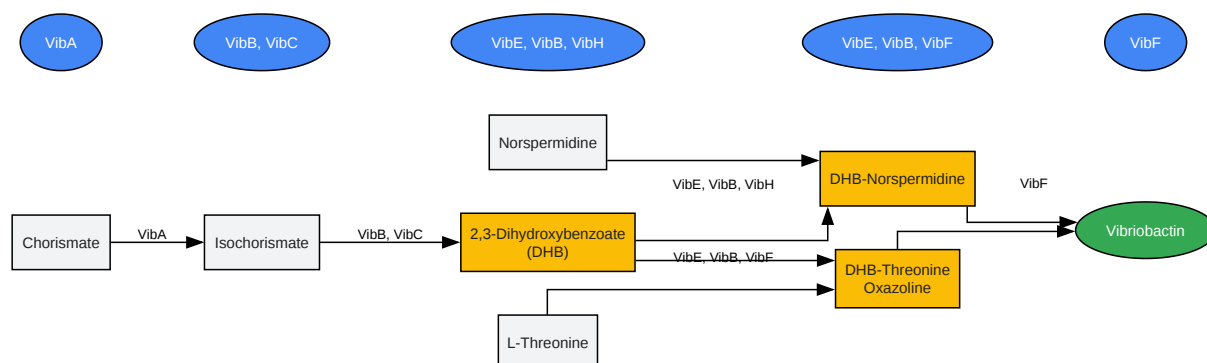 VibA
VibB, VibC
VibE, VibB, VibH
VibE, VibB, VibF
VibF
Norspermidine
DHB-Norspermidine
VibE, VibB, VibH
VibF
Chorismate
VibA
Isochorismate
VibB, VibC
2,3-Dihydroxybenzoate
(DHB)
VibE, VibB, VibF
DHB-Threonine
Oxazoline
Vibriobactin
L-Threonine